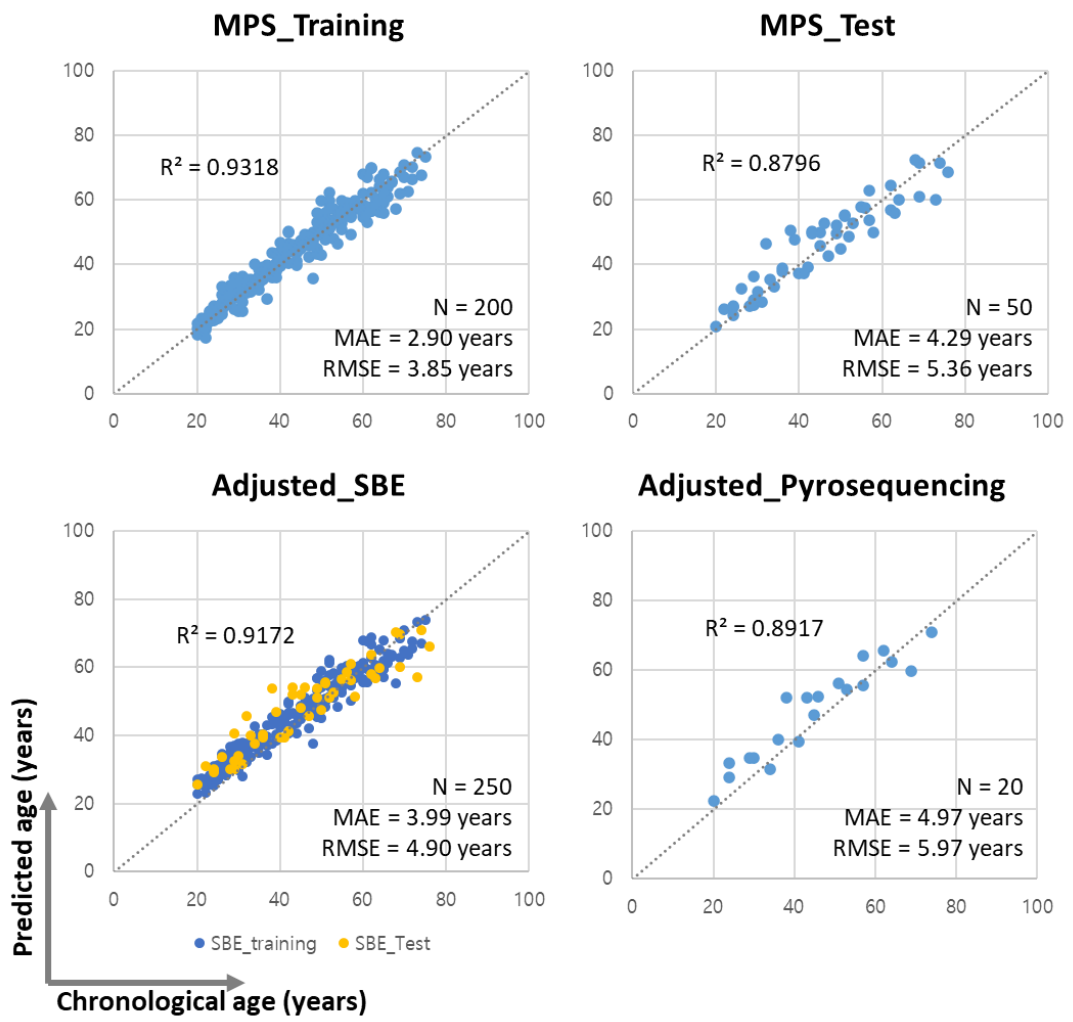 MPS_Training
100
80
60
40
20
0
0 20 40 60 80 100
R² = 0.9318
N = 200
MAE = 2.90 years
RMSE = 3.85 years
MPS_Test
100
80
60
40
20
0
0 20 40 60 80 100
R² = 0.8796
N = 50
MAE = 4.29 years
RMSE = 5.36 years
Adjusted_SBE
100
80
60
40
20
0
0 20 40 60 80 100
R² = 0.9172
N = 250
MAE = 3.99 years
RMSE = 4.90 years
SBE_training SBE_Test
Adjusted_Pyrosequencing
100
80
60
40
20
0
0 20 40 60 80 100
R² = 0.8917
N = 20
MAE = 4.97 years
RMSE = 5.97 years
Predicted age (years)
Chronological age (years)